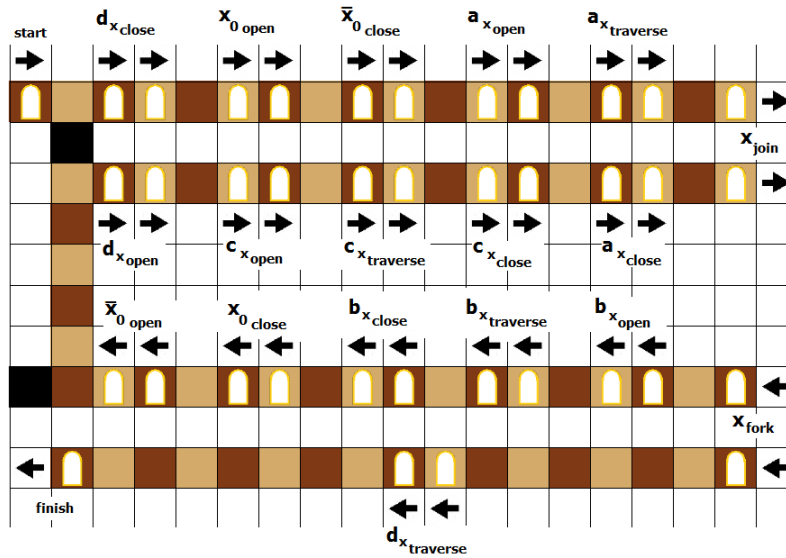 start
d x close
x 0 open
x̄ 0 close
a x open
a x traverse
x join
d x open
c x open
c x traverse
c x close
a x close
x̄ 0 open
x 0 close
b x close
b x traverse
b x open
x fork
finish
d x traverse